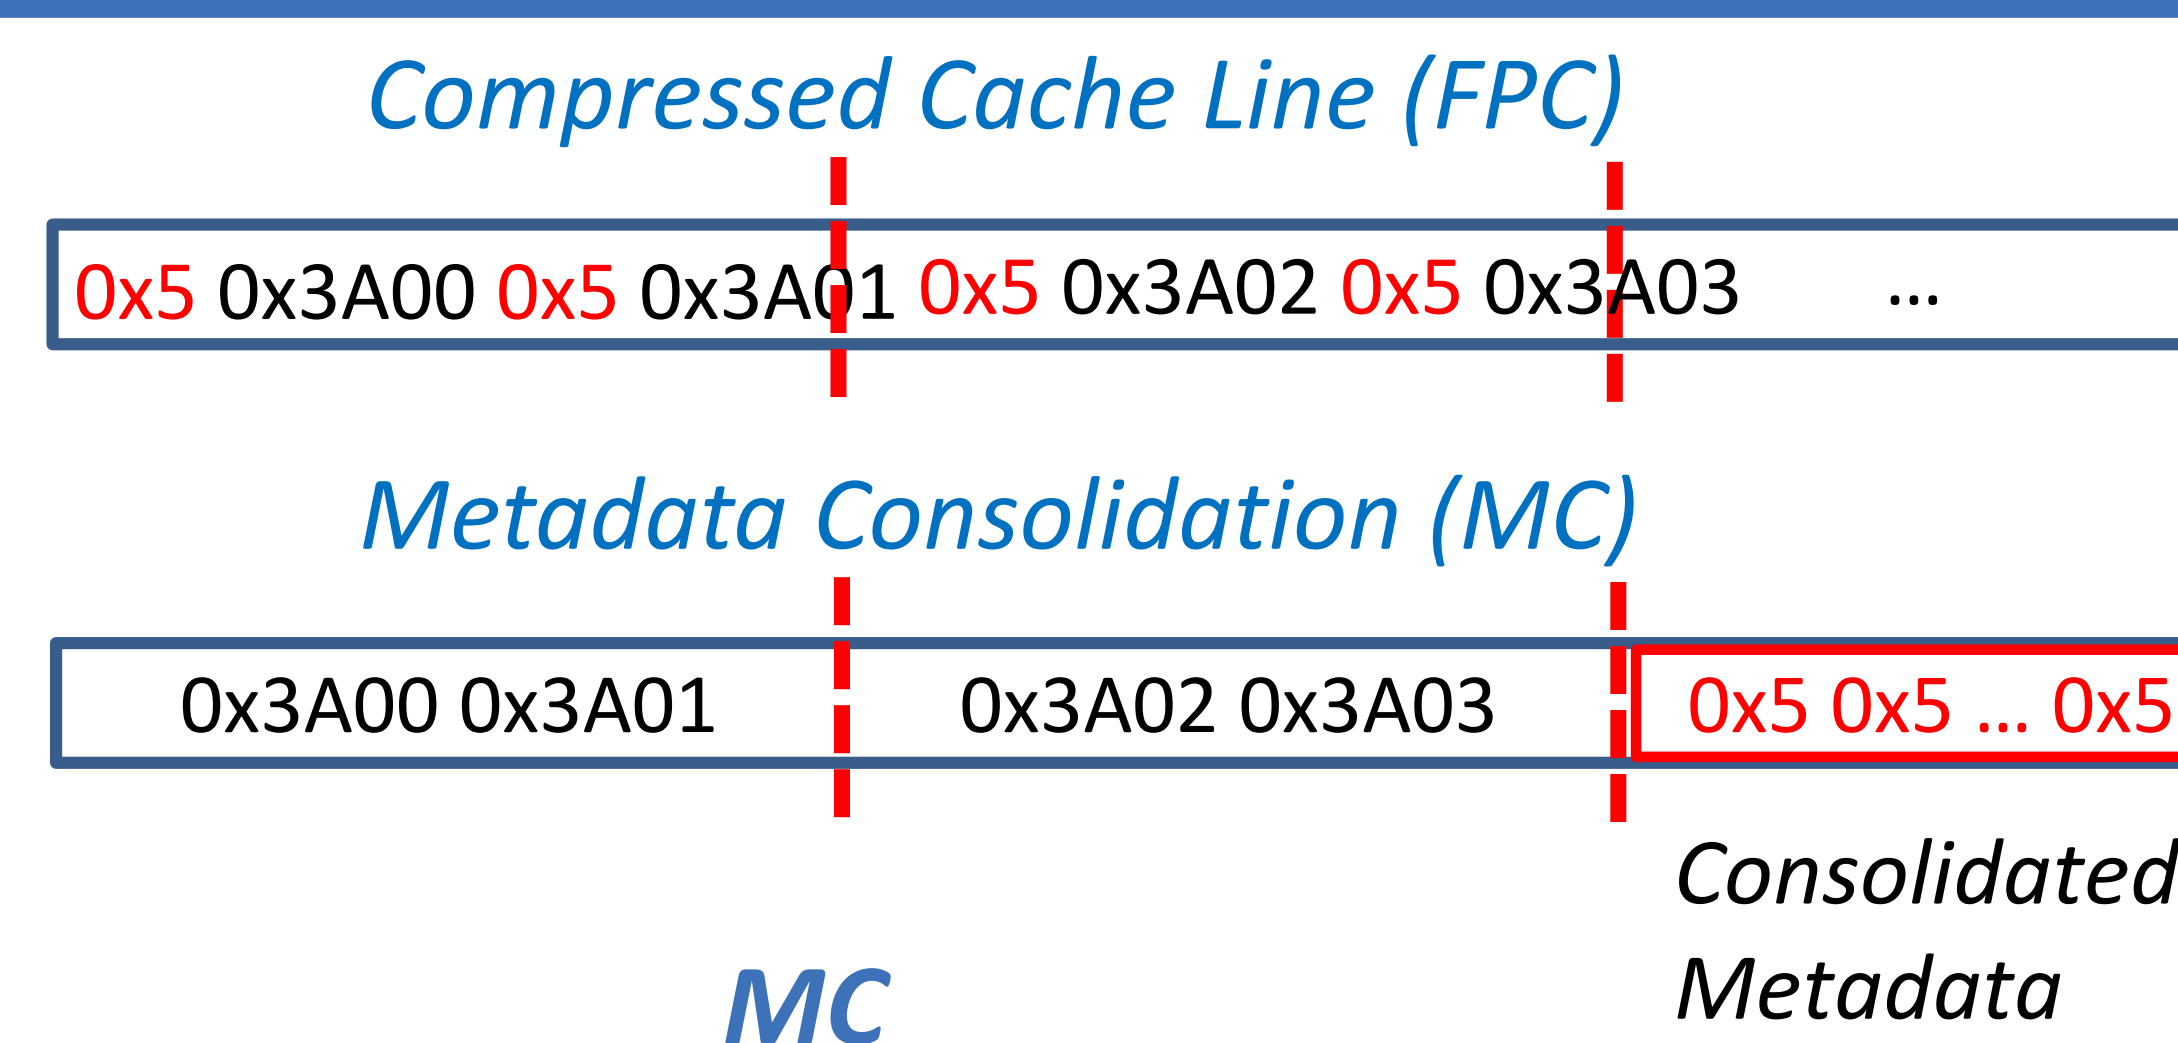 Compressed Cache Line (FPC)
0x5 0x3A00 0x5 0x3A01 0x5 0x3A02 0x5 0x3A03 ...
Metadata Consolidation (MC)
0x3A00 0x3A01 0x3A02 0x3A03 0x5 0x5 ... 0x5
Consolidated
Metadata
MC